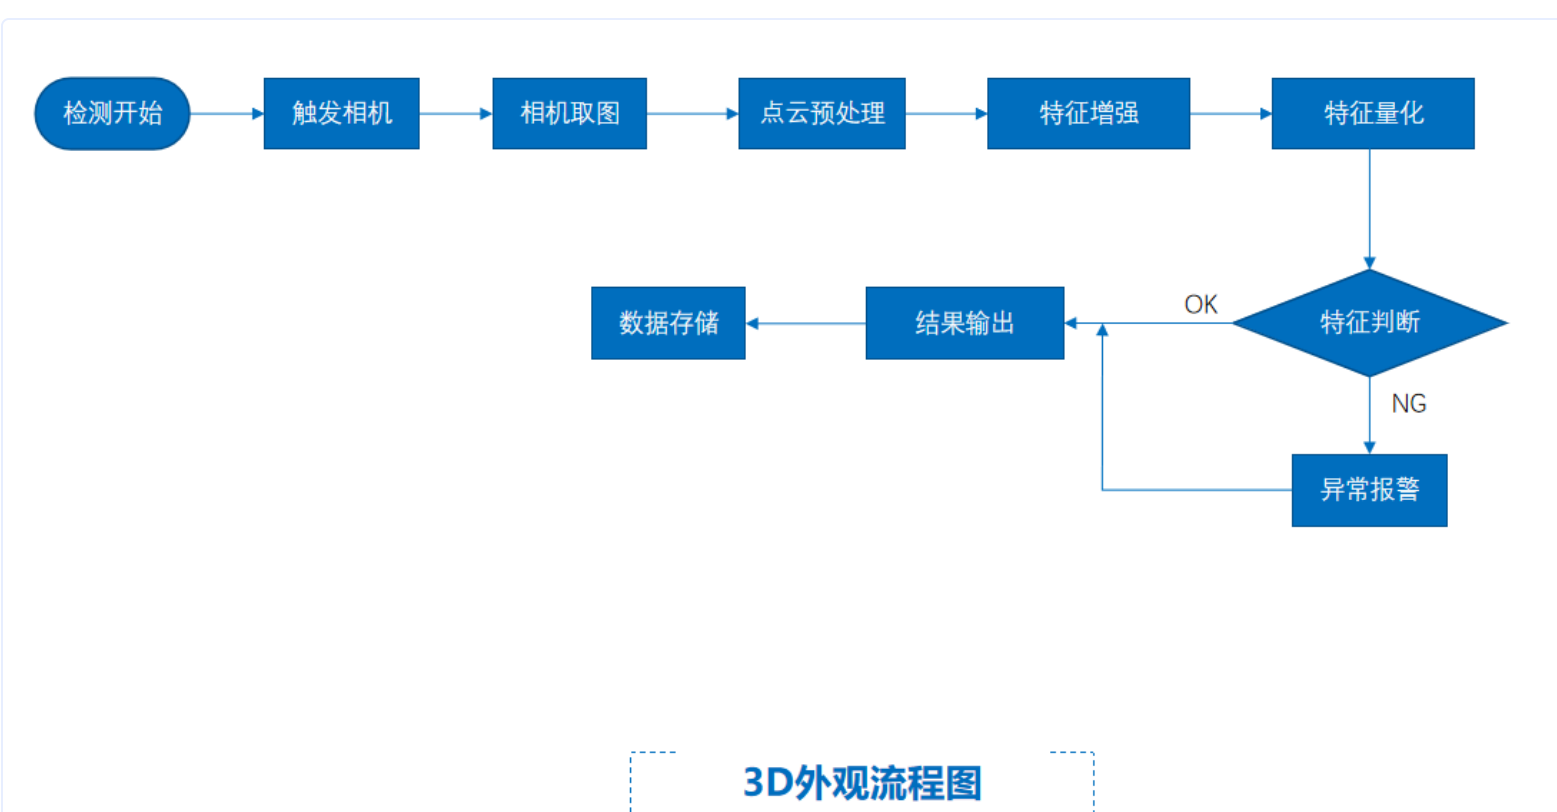 检测开始
触发相机
相机取图
点云预处理
特征增强
特征量化
特征判断
OK
结果输出
数据存储
NG
异常报警
3D外观流程图